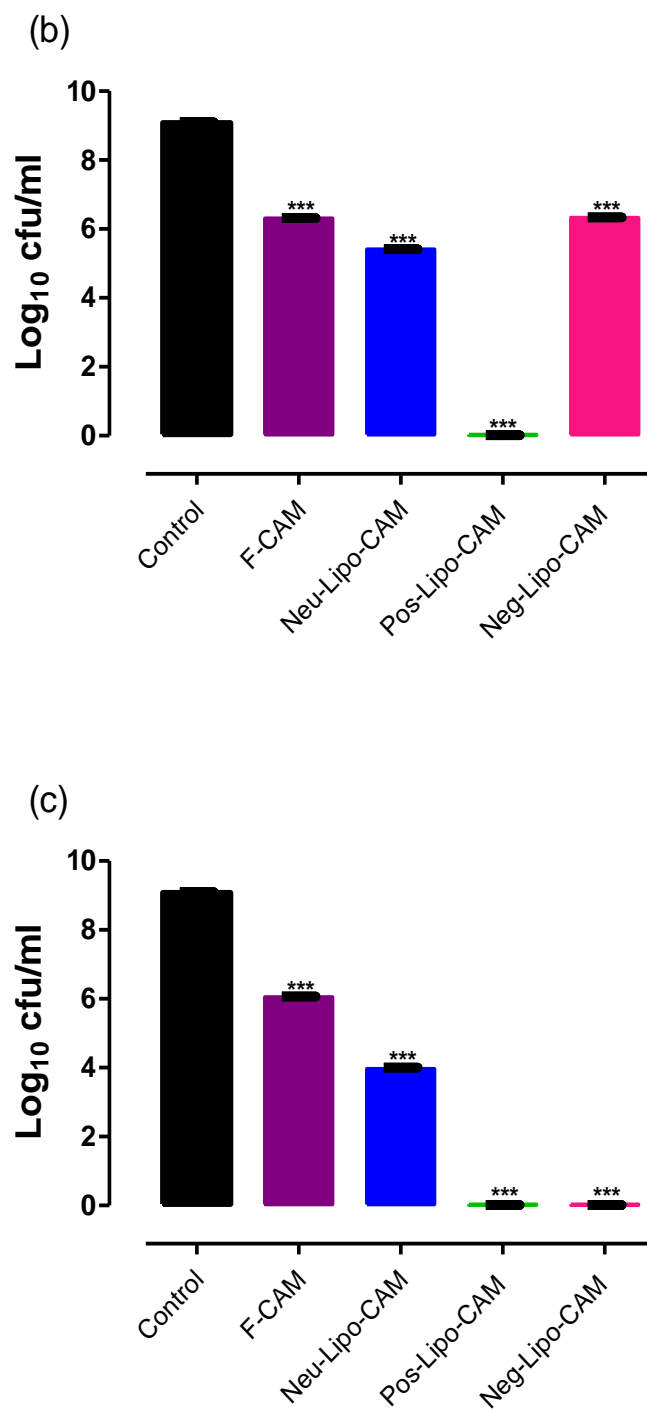 (b)
Log10 cfu/ml
10
8
6
4
2
0
***
***
***
***
Control
F-CAM
Neu-Lipo-CAM
Pos-Lipo-CAM
Neg-Lipo-CAM
(c)
Log10 cfu/ml
10
8
6
4
2
0
***
***
***
***
Control
F-CAM
Neu-Lipo-CAM
Pos-Lipo-CAM
Neg-Lipo-CAM